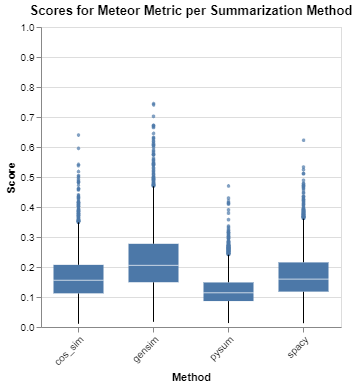 Scores for Meteor Metric per Summarization Method
1.0
0.9
0.8
0.7
0.6
0.5
0.4
0.3
0.2
0.1
0.0
Score
cos_sim
gensim
pysum
spacy
Method